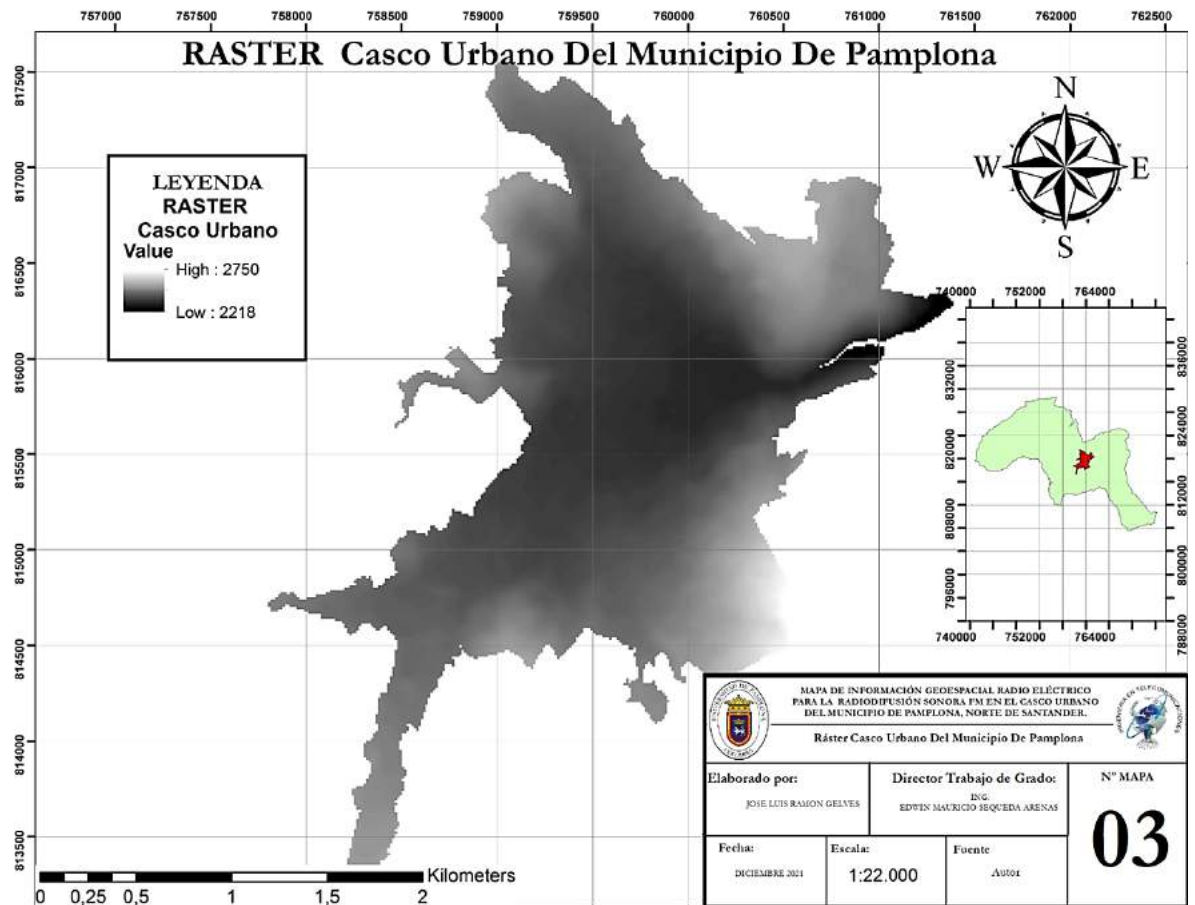 757000 757500 758000 758500 759000 759500 760000 760500 761000 761500 762000 762500
RASTER Casco Urbano Del Municipio De Pamplona
817500
817000
816500
816000
815500
815000
814500
814000
813500
LEYENDA
RASTER
Casco Urbano
Value
High : 2750
Low : 2218
N
W E
S
740000 752000 764000
832000
820000
808000
796000
836000
824000
812000
800000
788000
740000 752000 764000
UNIVERSIDAD DE PAMPLONA
MAPA DE INFORMACIÓN GEOESPACIAL RADIO ELÉCTRICO
PARA LA RADIODIFUSIÓN SONORA FM EN EL CASCO URBANO
DEL MUNICIPIO DE PAMPLONA, NORTE DE SANTANDER.
Ráster Casco Urbano Del Municipio De Pamplona
Elaborado por:
JOSE LUIS RAMON GELVES
Director Trabajo de Grado:
ING.
EDWIN MAURICIO SEQUEDA ARENAS
N° MAPA
03
Fecha:
DICIEMBRE 2021
Escala:
1:22.000
Fuente
Autor
Kilometers
0 0,25 0,5 1 1,5 2